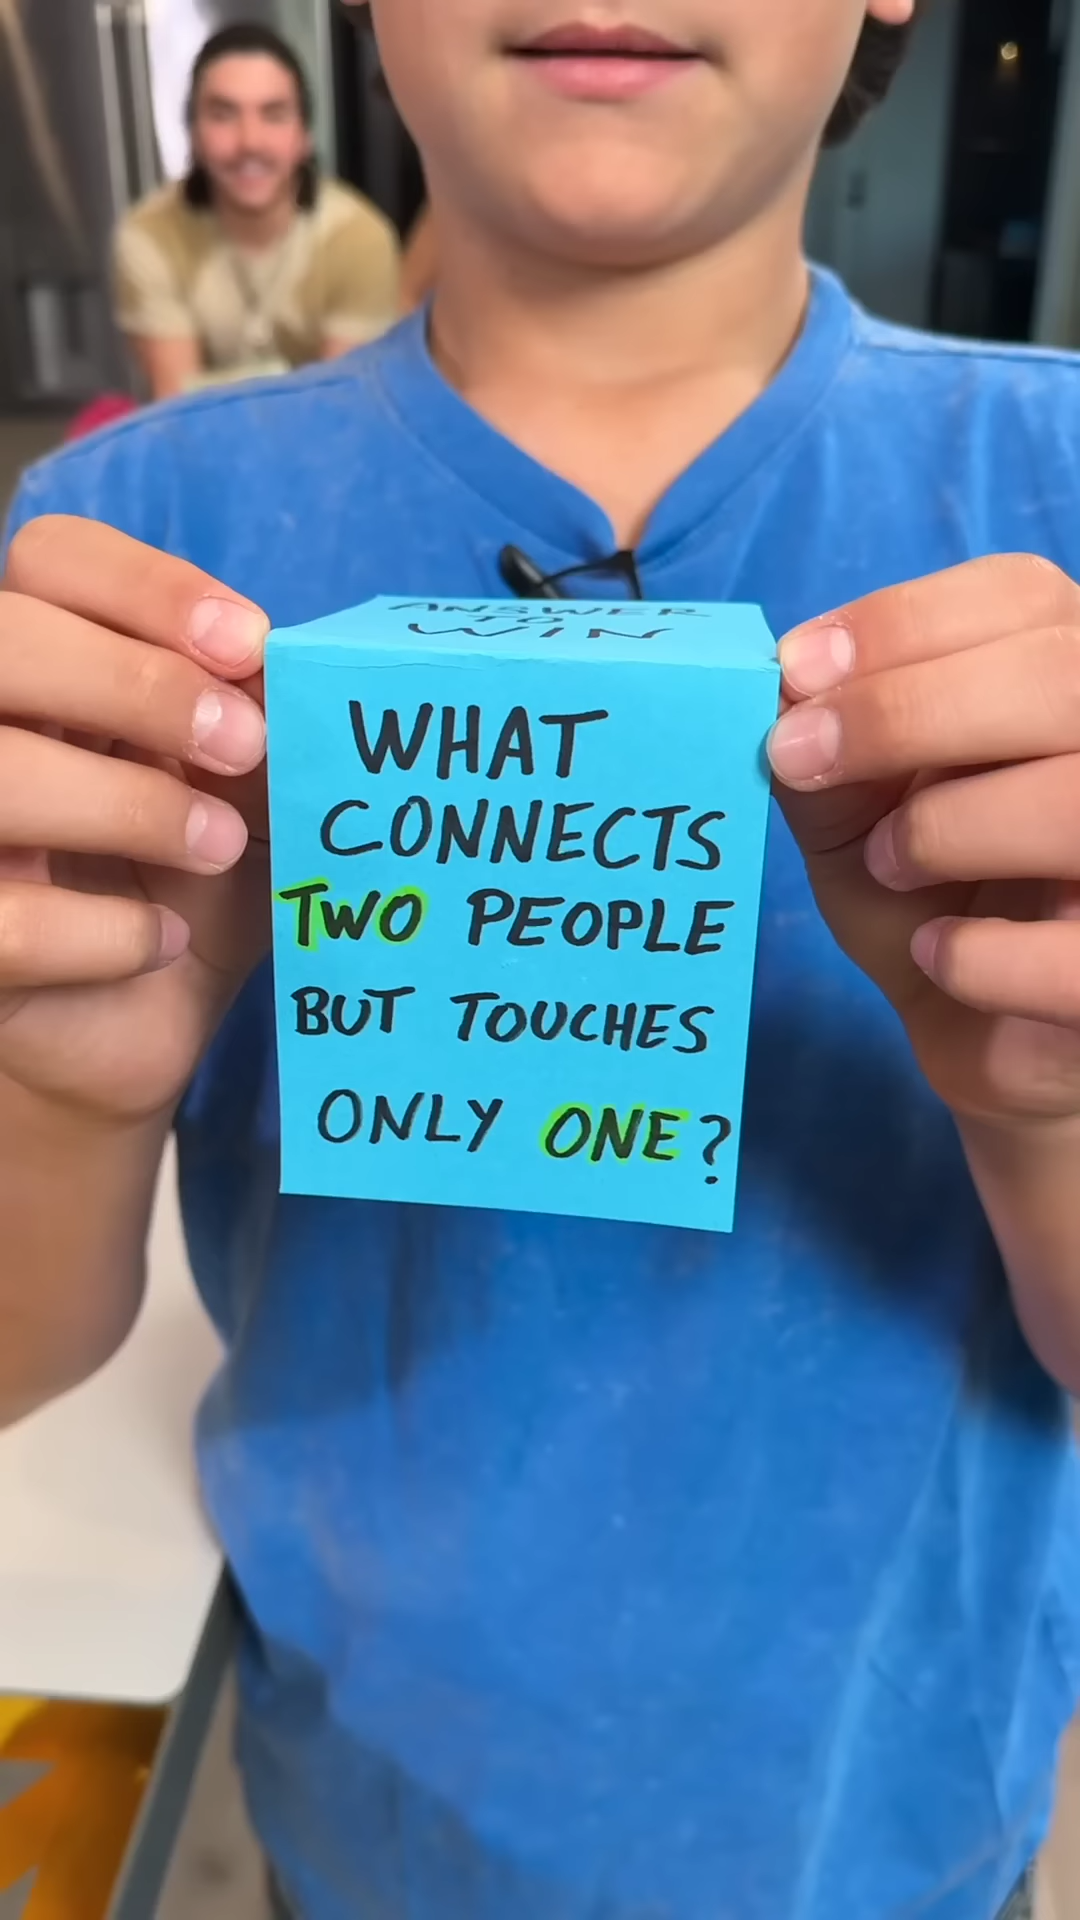 ANSWER
TO
WIN
WHAT
CONNECTS
TWO PEOPLE
BUT TOUCHES
ONLY ONE?